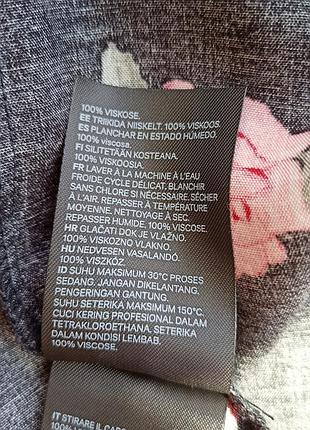 100% VISKOSE.
EE TRIIKIDA NIISKELT. 100% VISKOOS.
ES PLANCHAR EN ESTADO HÚMEDO.
100% viscosa.
FI SILITETÄÄN KOSTEANA.
100% VISKOOSIA.
FR LAVER À LA MACHINE À L'EAU
FROIDE CYCLE DÉLICAT. BLANCHIR
SANS CHLORE SI NÉCESSAIRE. SÉCHER
À L'AIR. REPASSER À TEMPÉRATURE
MOYENNE. NETTOYAGE À SEC.
REPASSER HUMIDE. 100% VISCOSE.
HR GLAČATI DOK JE VLAŽNO.
100% VISKOZNO VLAKNO.
HU NEDVESEN VASALANDÓ.
100% VISZKÓZ.
ID SUHU MAKSIMUM 30°C PROSES
SEDANG. JANGAN DIKELANTANG.
PENGERINGAN GANTUNG.
SUHU SETERIKA MAKSIMUM 150°C.
CUCI KERING PROFESIONAL DALAM
TETRAKLOROETHANA. SETERIKA
DALAM KONDISI LEMBAB.
100% VISCOSE.
IT STIRARE IL CAPO
100% VISCOSA